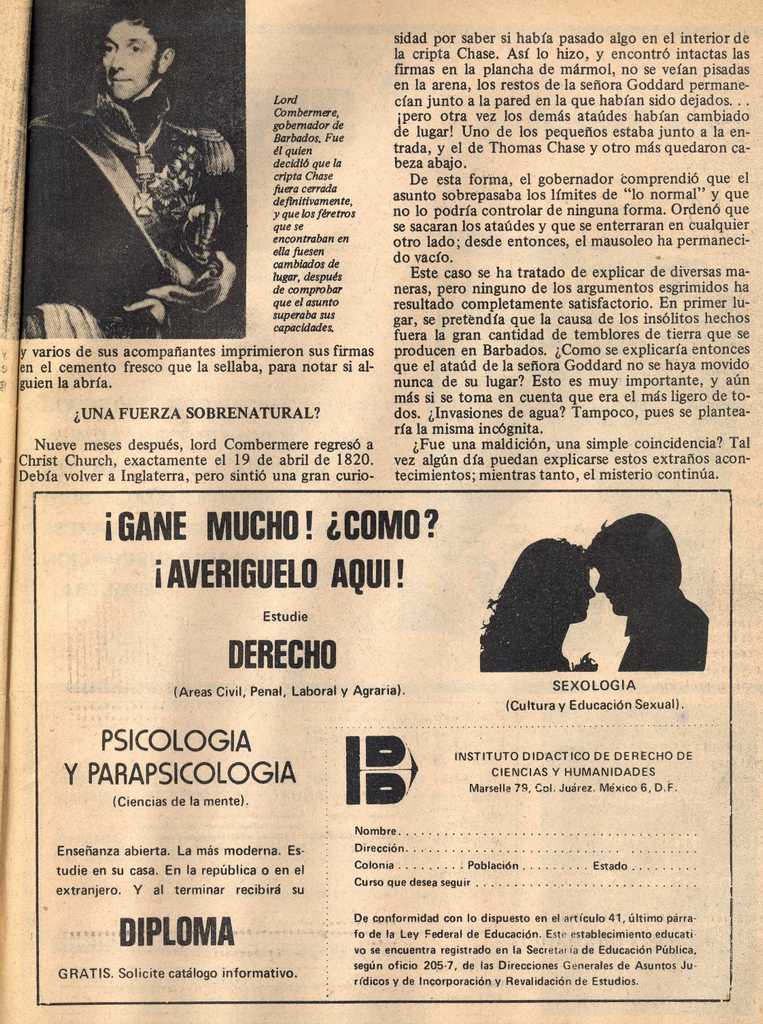 Lord
Combermere,
gobernador de
Barbados. Fue
él quien
decidió que la
cripta Chase
fuera cerrada
definitivamente,
y que los féretros
que se
encontraban en
ella fuesen
cambiados de
lugar, después
de comprobar
que el asunto
superaba sus
capacidades.
y varios de sus acompañantes imprimieron sus firmas
en el cemento fresco que la sellaba, para notar si al-
guien la abría.
¿UNA FUERZA SOBRENATURAL?
Nueve meses después, lord Combermere regresó a
Christ Church, exactamente el 19 de abril de 1820.
Debía volver a Inglaterra, pero sintió una gran curio-
sidad por saber si había pasado algo en el interior de
la cripta Chase. Así lo hizo, y encontró intactas las
firmas en la plancha de mármol, no se veían pisadas
en la arena, los restos de la señora Goddard permane-
cían junto a la pared en la que habían sido dejados. . .
¡pero otra vez los demás ataúdes habían cambiado
de lugar! Uno de los pequeños estaba junto a la en-
trada, y el de Thomas Chase y otro más quedaron ca-
beza abajo.
De esta forma, el gobernador comprendió que el
asunto sobrepasaba los límites de "lo normal" y que
no lo podría controlar de ninguna forma. Ordenó que
se sacaran los ataúdes y que se enterraran en cualquier
otro lado; desde entonces, el mausoleo ha permaneci-
do vacío.
Este caso se ha tratado de explicar de diversas ma-
neras, pero ninguno de los argumentos esgrimidos ha
resultado completamente satisfactorio. En primer lu-
gar, se pretendía que la causa de los insólitos hechos
fuera la gran cantidad de temblores de tierra que se
producen en Barbados. ¿Como se explicaría entonces
que el ataúd de la señora Goddard no se haya movido
nunca de su lugar? Esto es muy importante, y aún
más si se toma en cuenta que era el más ligero de to-
dos. ¿Invasiones de agua? Tampoco, pues se plantea-
ría la misma incógnita.
¿Fue una maldición, una simple coincidencia? Tal
vez algún día puedan explicarse estos extraños acon-
tecimientos; mientras tanto, el misterio continúa.
¡GANE MUCHO! ¿COMO?
¡AVERIGUELO AQUI!
Estudie
DERECHO
(Areas Civil, Penal, Laboral y Agraria).
SEXOLOGIA
(Cultura y Educación Sexual).
PSICOLOGIA
Y PARAPSICOLOGIA
(Ciencias de la mente).
Enseñanza abierta. La más moderna. Es-
tudie en su casa. En la república o en el
extranjero. Y al terminar recibirá su
DIPLOMA
GRATIS. Solicite catálogo informativo.
INSTITUTO DIDACTICO DE DERECHO DE
CIENCIAS Y HUMANIDADES
Marsella 79, Col. Juárez. México 6, D.F.
Nombre. . . . . . . . . . . . . . . . . . . . . . . . . . . . . . . . . . . . . .
Dirección. . . . . . . . . . . . . . . . . . . . . . . . . . . . . . . . . . . . .
Colonia . . . . . . . . Población . . . . . . . . . Estado . . . . . . . .
Curso que desea seguir . . . . . . . . . . . . . . . . . . . . . . . . . .
De conformidad con lo dispuesto en el artículo 41, último párra-
fo de la Ley Federal de Educación. Este establecimiento educati-
vo se encuentra registrado en la Secretaría de Educación Pública,
según oficio 205-7, de las Direcciones Generales de Asuntos Ju-
rídicos y de Incorporación y Revalidación de Estudios.